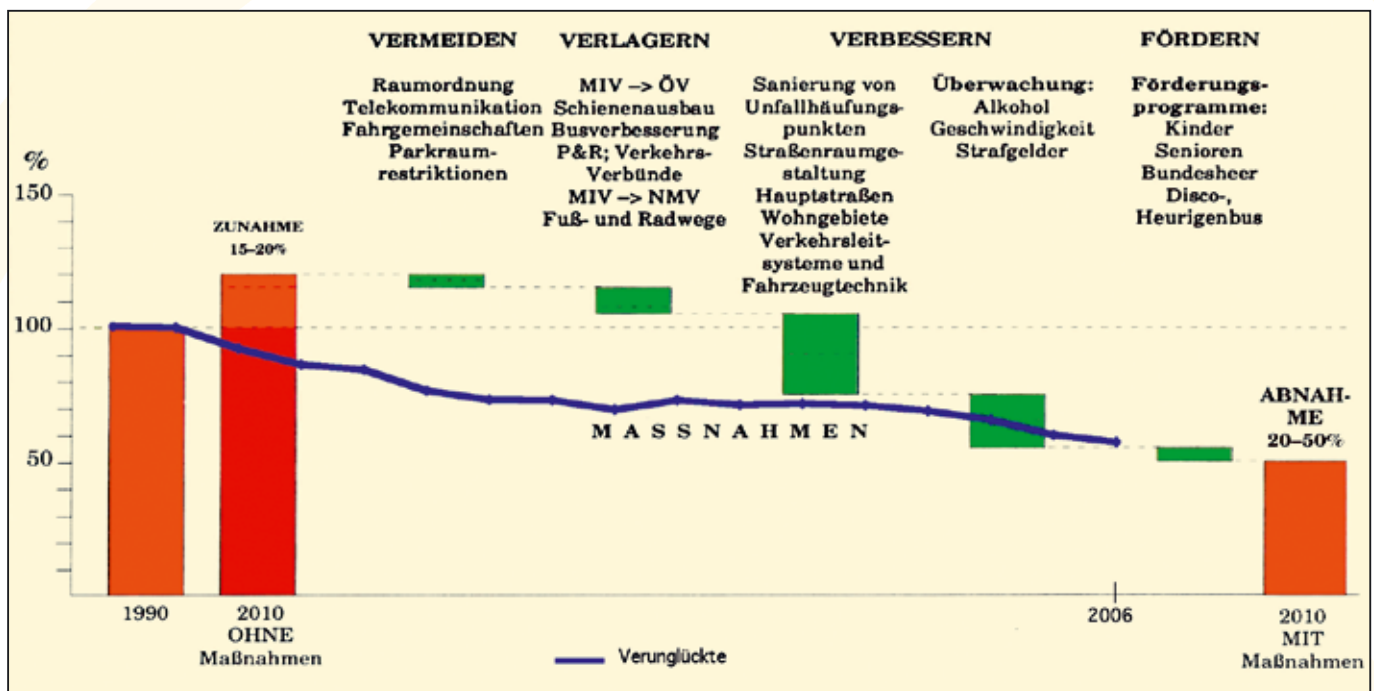 VERMEIDEN
Raumordnung
Telekommunikation
Fahrgemeinschaften
Parkraum-
restriktionen
VERLAGERN
MIV –> ÖV
Schienenausbau
Busverbesserung
P&R; Verkehrs-
Verbünde
MIV –> NMV
Fuß- und Radwege
VERBESSERN
Sanierung von
Unfallhäufungs-
punkten
Straßenraumge-
staltung
Hauptstraßen
Wohngebiete
Verkehrsleit-
systeme und
Fahrzeugtechnik
Überwachung:
Alkohol
Geschwindigkeit
Strafgelder
FÖRDERN
Förderungs-
programme:
Kinder
Senioren
Bundesheer
Disco-,
Heurigenbus
%
150
100
50
ZUNAHME
15–20%
MASSNAHMEN
ABNAH-
ME
20–50%
1990
2010
OHNE
Maßnahmen
2006
2010
MIT
Maßnahmen
Verunglückte